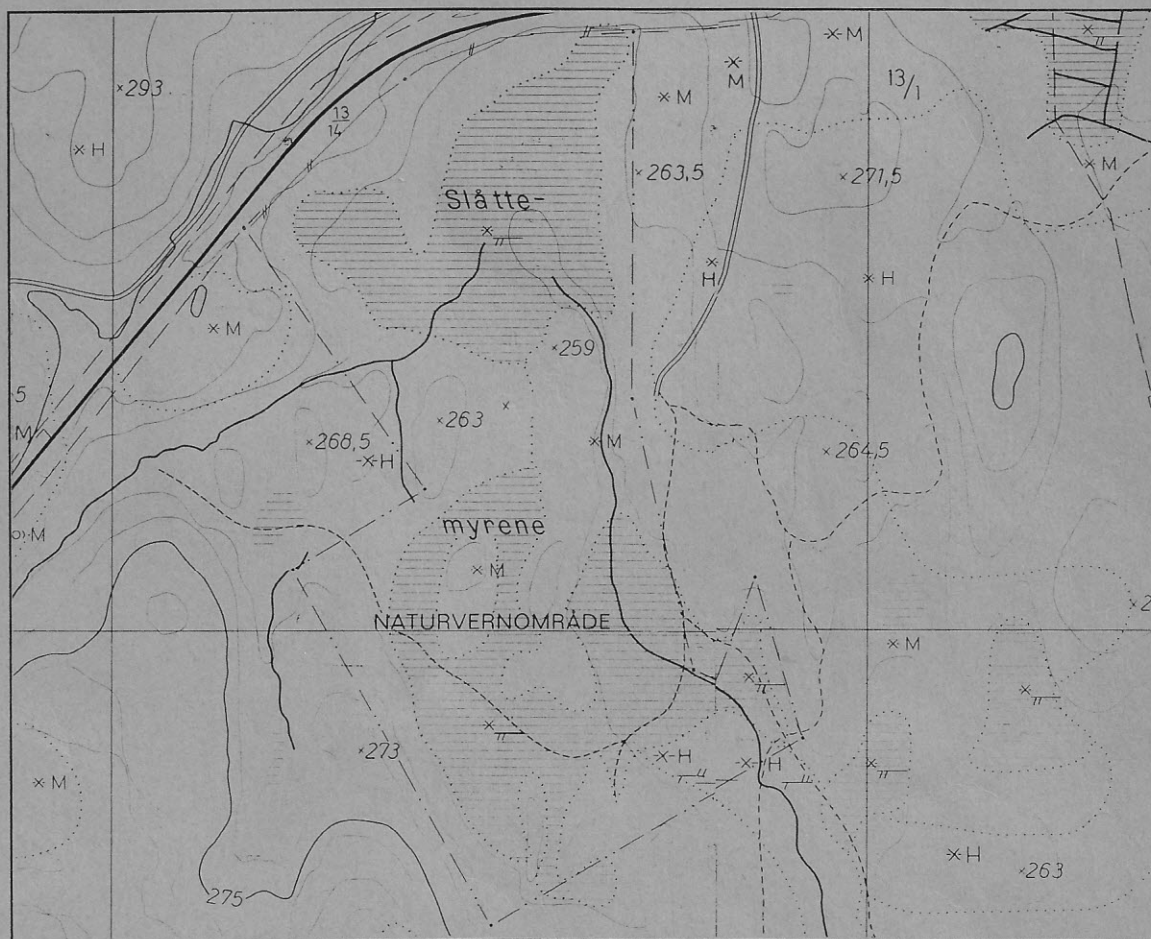 M
M
13/1
293
13
14
M
H
M
263,5
271,5
Slåtte-
H
H
M
259
5
M
263
268,5
H
M
264,5
myrene
M
M
NATURVERNOMRÅDE
M
273
H
H
M
H
263
275